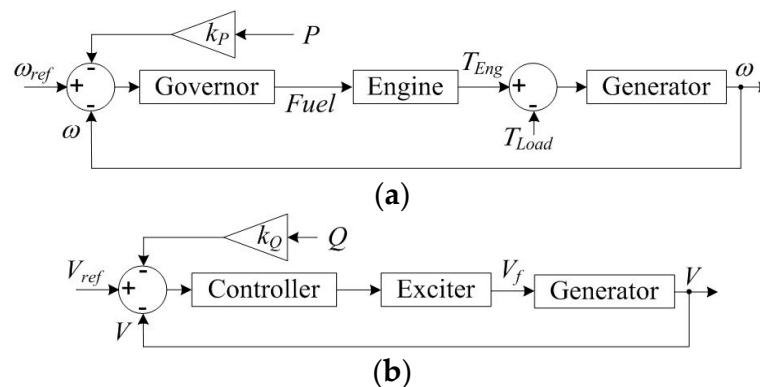 k_P P
ω_ref + - - Governor Fuel Engine T_Eng + - Generator ω
ω T_Load
(a)
k_Q Q
V_ref + - - Controller Exciter V_f Generator V
V
(b)